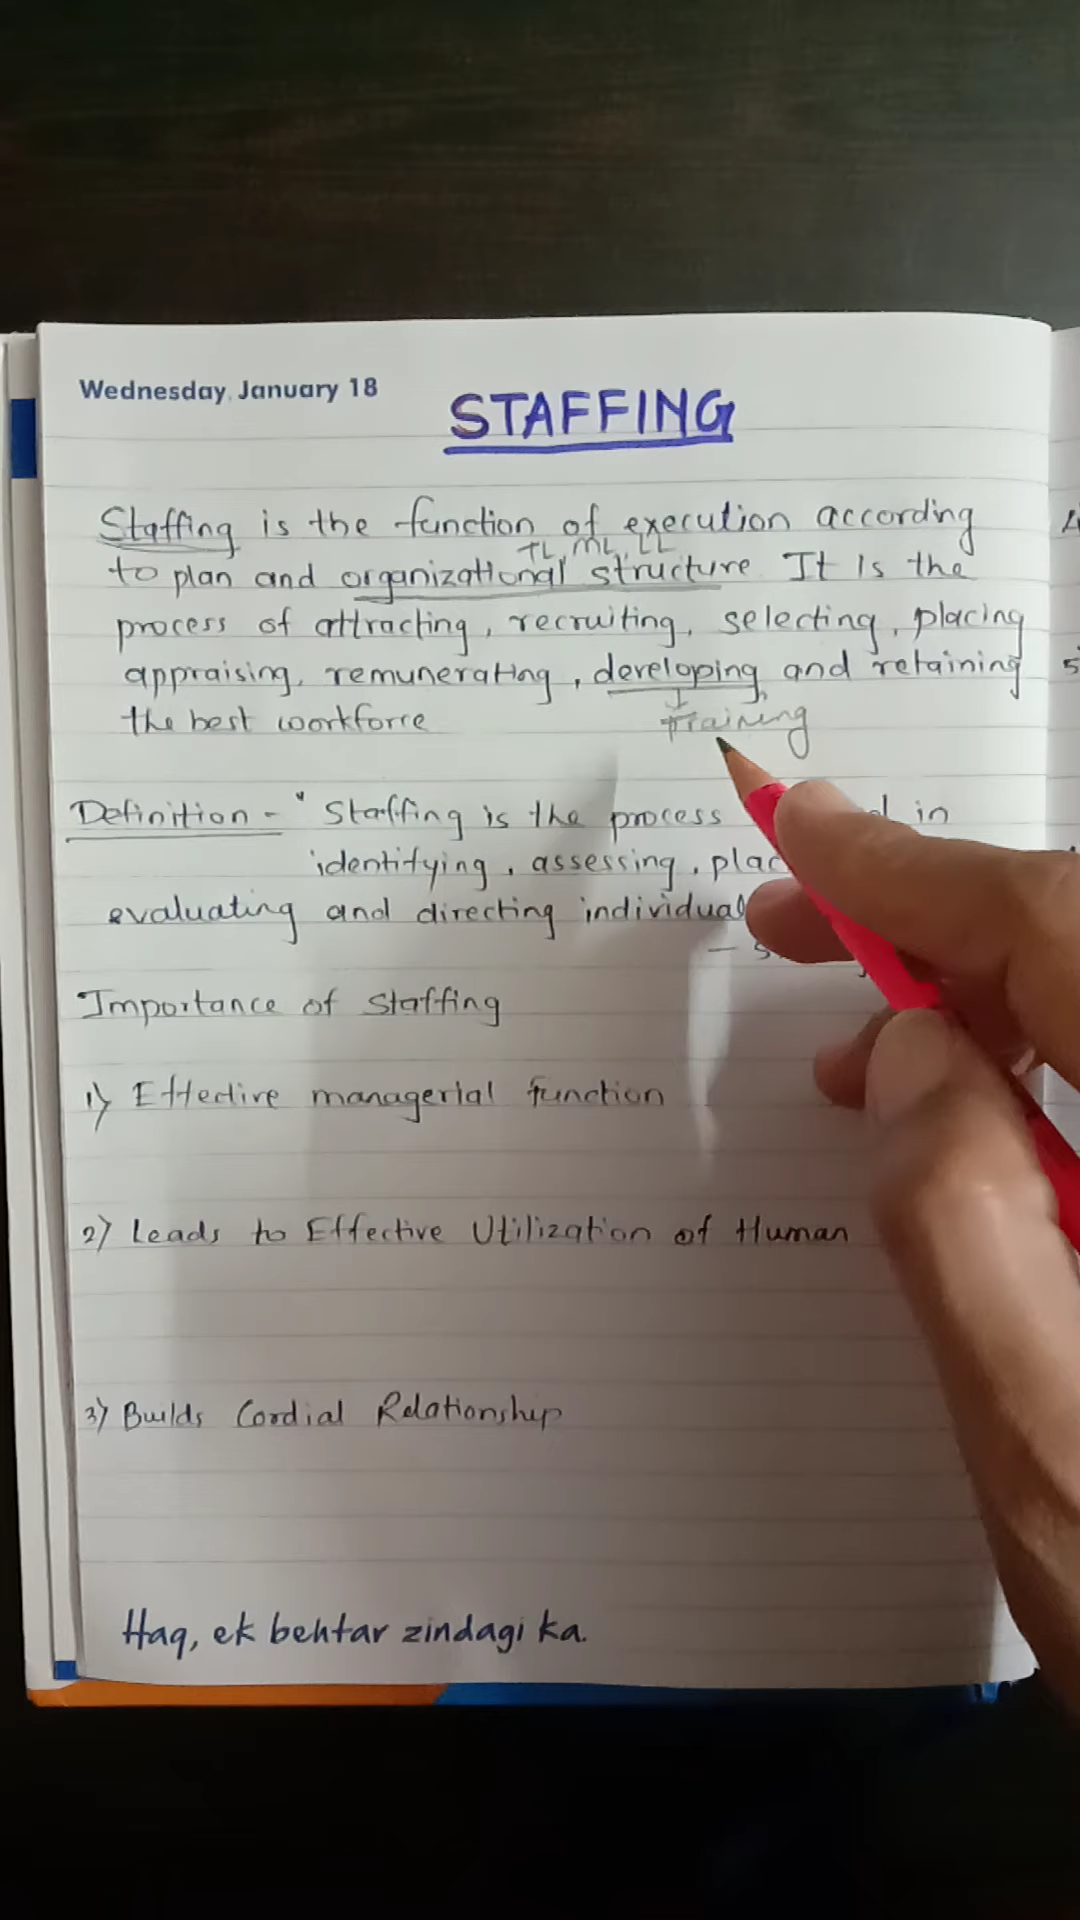 Wednesday, January 18
STAFFING
Staffing is the function of execution according
TL, ML, LL
to plan and organizational structure. It is the
process of attracting, recruiting, selecting, placing
appraising, remunerating, developing and retaining
the best workforce
Training
Definition - " Staffing is the process in
identifying, assessing,
evaluating and directing
Importance of Staffing
1) Effective managerial function
2) Leads to Effective Utilization of Human
3) Builds Cordial Relationship
Haq, ek behtar zindagi ka.
5